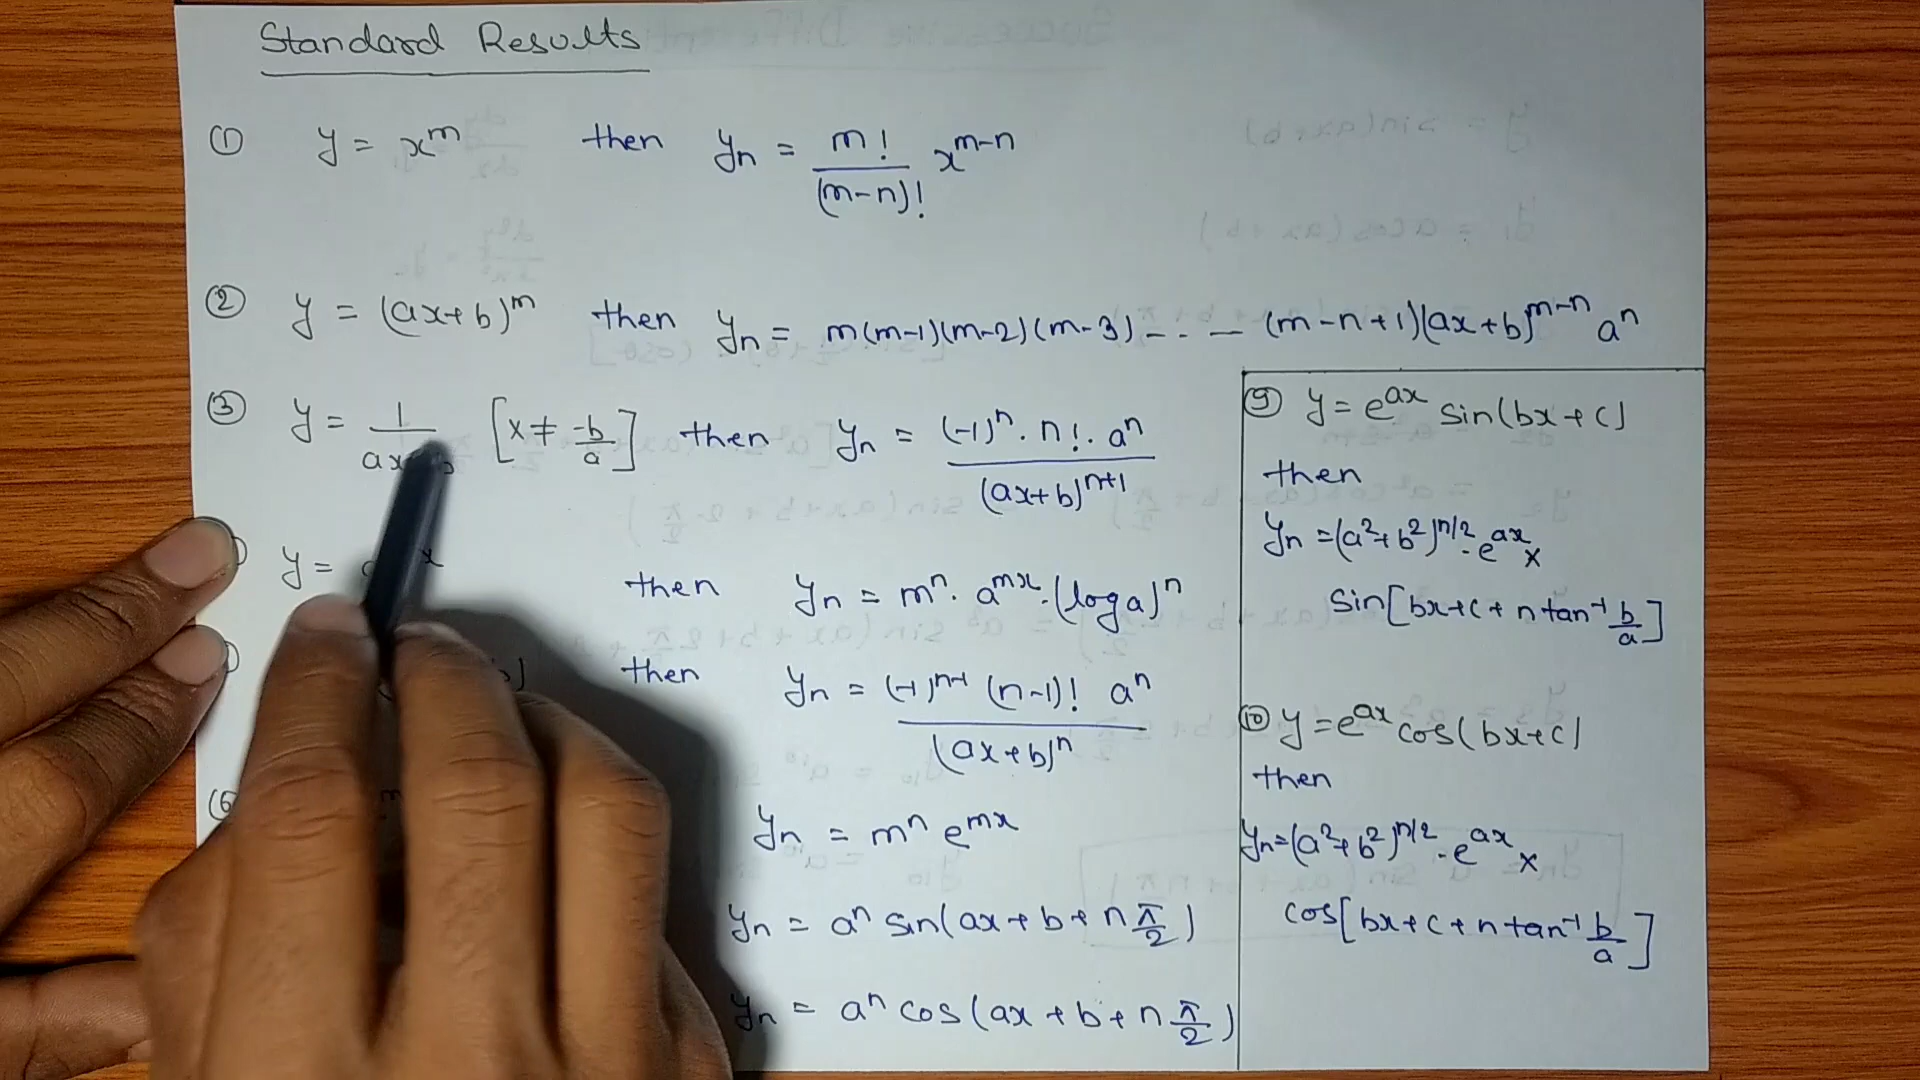 Standard Results
① y = x^m then y_n = m! / (m-n)! x^(m-n)
② y = (ax+b)^m then y_n = m(m-1)(m-2)(m-3)-..- (m-n+1)(ax+b)^(m-n) a^n
③ y = 1 / ax [x ≠ -b/a] then y_n = (-1)^n . n! . a^n / (ax+b)^(n+1)
y = then y_n = m^n . a^(mx) . (log a)^n
then y_n = (-1)^(n-1) (n-1)! a^n / (ax+b)^n
(6 y_n = m^n e^(mx)
y_n = a^n sin(ax+b+n π/2)
y_n = a^n cos(ax+b+n π/2)
⑨ y = e^(ax) sin(bx+c)
then
y_n = (a²+b²)^(n/2) . e^(ax) ×
sin[bx+c+n tan⁻¹ b/a]
⑩ y = e^(ax) cos(bx+c)
then
y_n = (a²+b²)^(n/2) . e^(ax) ×
cos[bx+c+n tan⁻¹ b/a]